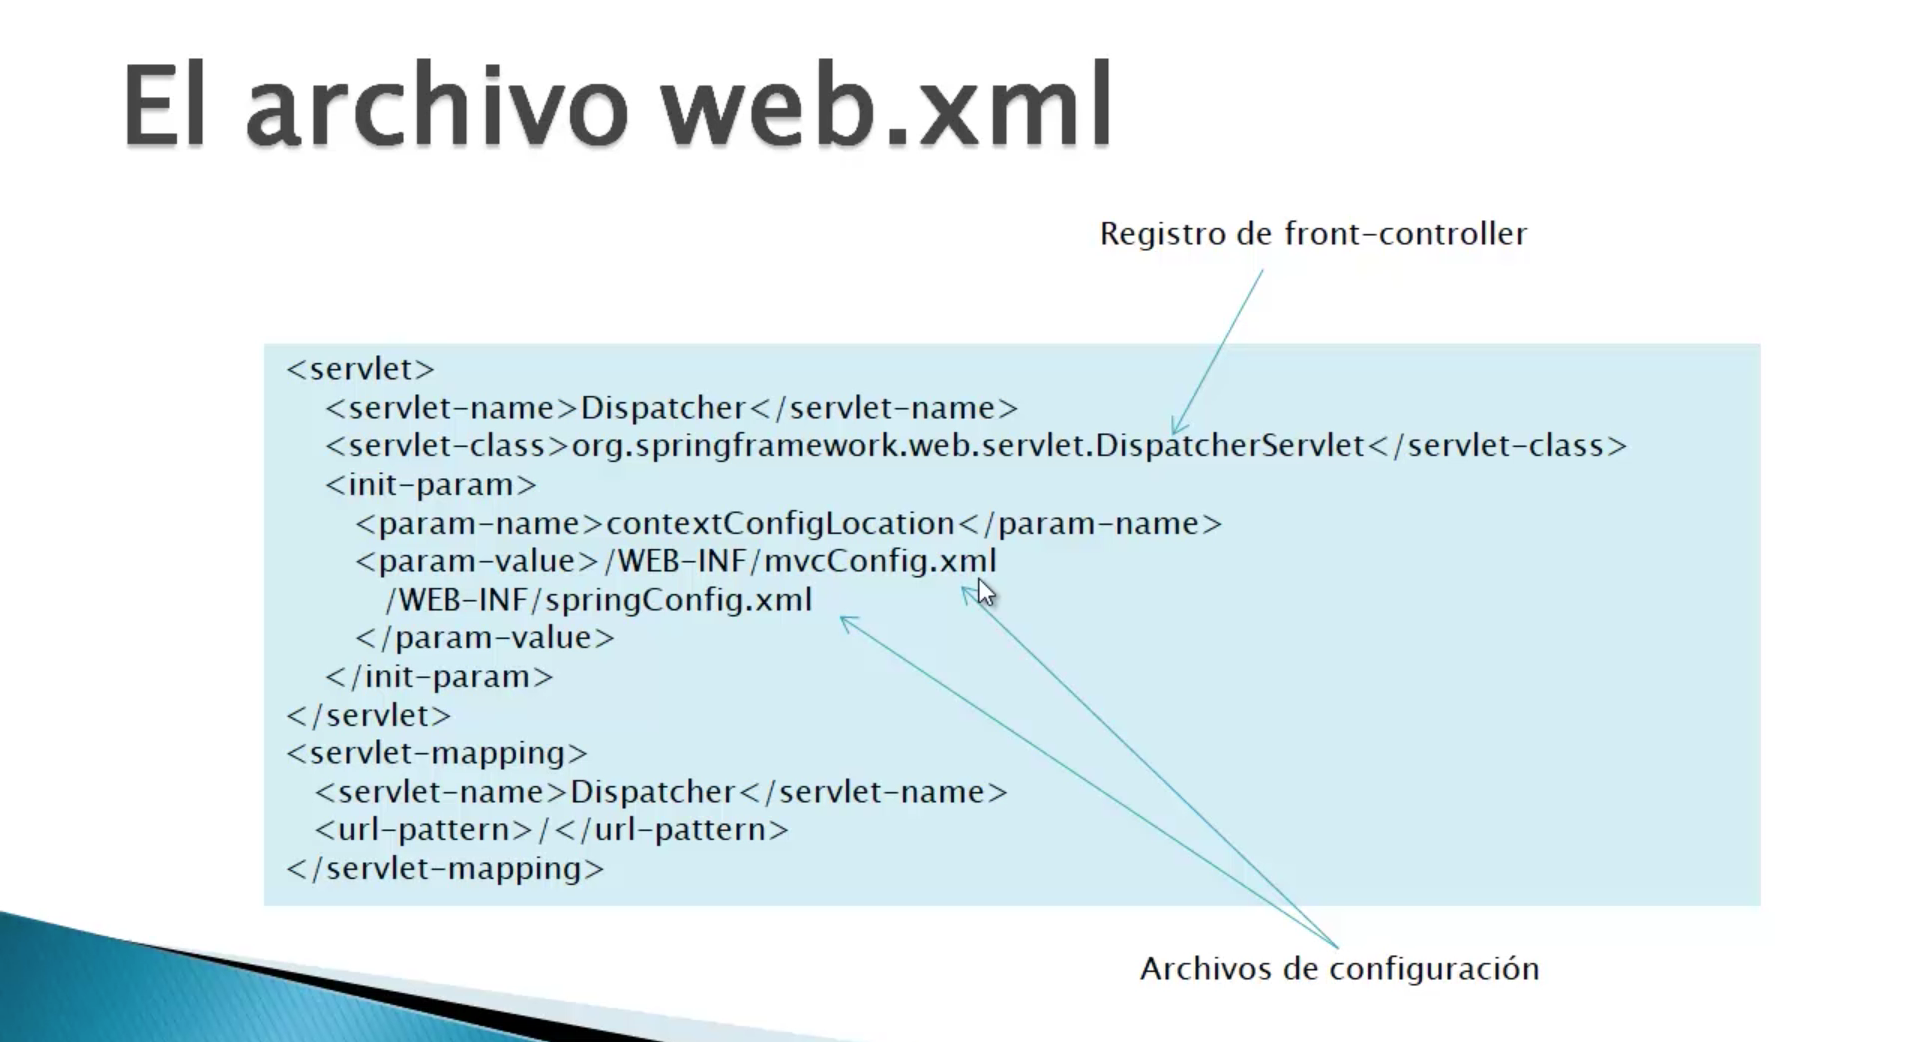 El archivo web.xml
Registro de front-controller
<servlet>
<servlet-name>Dispatcher</servlet-name>
<servlet-class>org.springframework.web.servlet.DispatcherServlet</servlet-class>
<init-param>
<param-name>contextConfigLocation</param-name>
<param-value>/WEB-INF/mvcConfig.xml
/WEB-INF/springConfig.xml
</param-value>
</init-param>
</servlet>
<servlet-mapping>
<servlet-name>Dispatcher</servlet-name>
<url-pattern>/</url-pattern>
</servlet-mapping>
Archivos de configuración